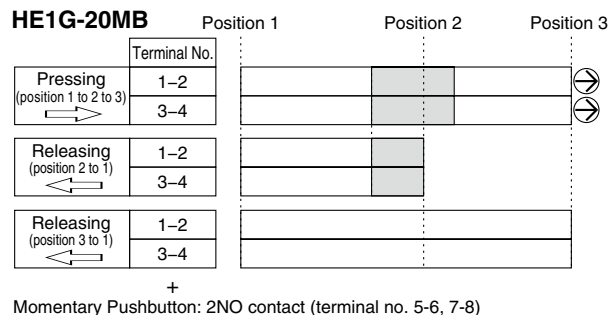 HE1G-20MB
Position 1 Position 2 Position 3
Terminal No.
Pressing
(position 1 to 2 to 3)
1–2
3–4
Releasing
(position 2 to 1)
1–2
3–4
Releasing
(position 3 to 1)
1–2
3–4
+
Momentary Pushbutton: 2NO contact (terminal no. 5-6, 7-8)